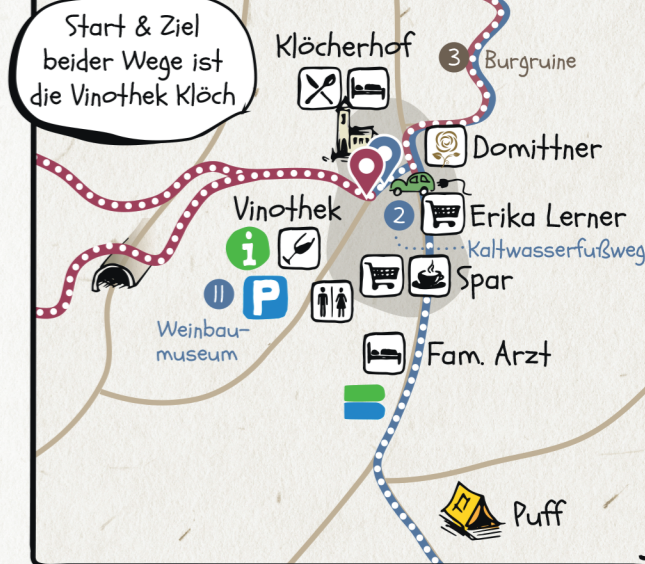 Start & Ziel
beider Wege ist
die Vinothek Klöch
Klöcherhof
3 Burgruine
Domittner
2 Erika Lerner
Kaltwasserfußweg
Vinothek
i
Spar
11 P
Weinbau-
museum
Fam. Arzt
Puff